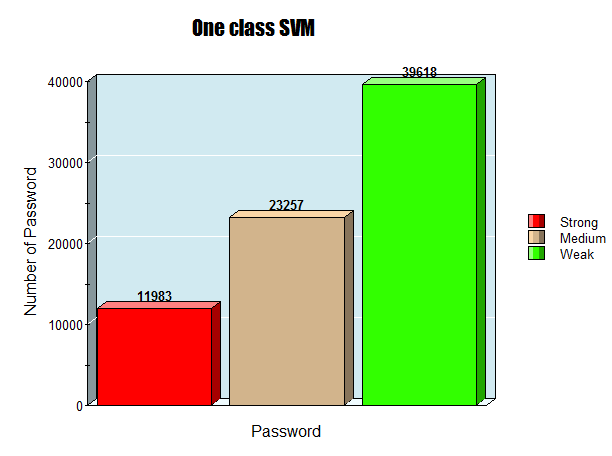 One class SVM
39618
40000
30000
23257
20000
11983
10000
0
Number of Password
Password
Strong
Medium
Weak